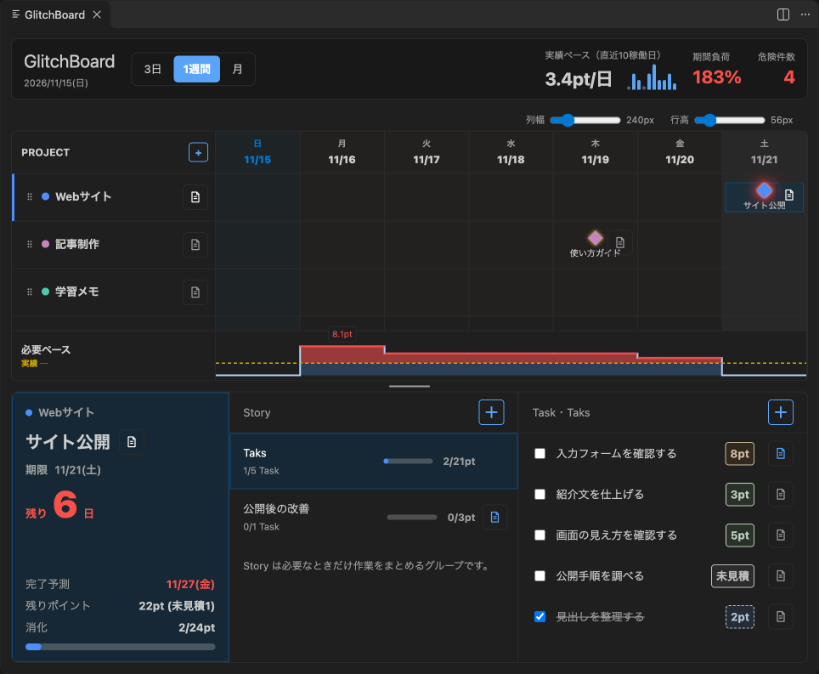 GlitchBoard
GlitchBoard
2026/11/15(日)
3日
1週間
月
実績ペース（直近10稼働日）
3.4pt/日
期間負荷
183%
危険件数
4
列幅
240px
行高
56px
PROJECT
日
11/15
月
11/16
火
11/17
水
11/18
木
11/19
金
11/20
土
11/21
Webサイト
サイト公開
記事制作
使い方ガイド
学習メモ
必要ペース
実績
8.1pt
Webサイト
サイト公開
期限 11/21(土)
残り 6 日
完了予測 11/27(金)
残りポイント 22pt (未見積1)
消化 2/24pt
Story
Taks
1/5 Task
2/21pt
公開後の改善
0/1 Task
0/3pt
Story は必要なときだけ作業をまとめるグループです。
Task・Taks
入力フォームを確認する 8pt
紹介文を仕上げる 3pt
画面の見え方を確認する 5pt
公開手順を調べる 未見積
見出しを整理する 2pt